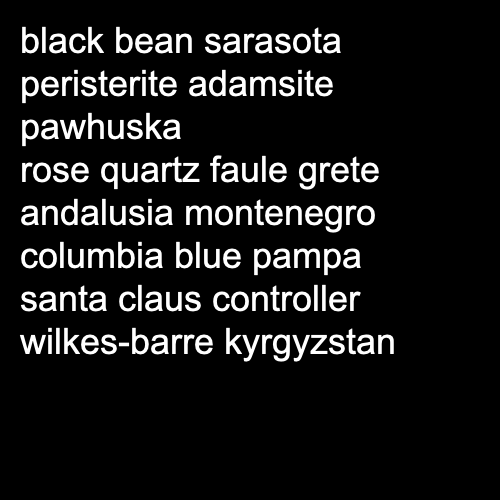 black bean sarasota
peristerite adamsite
pawhuska
rose quartz faule grete
andalusia montenegro
columbia blue pampa
santa claus controller
wilkes-barre kyrgyzstan